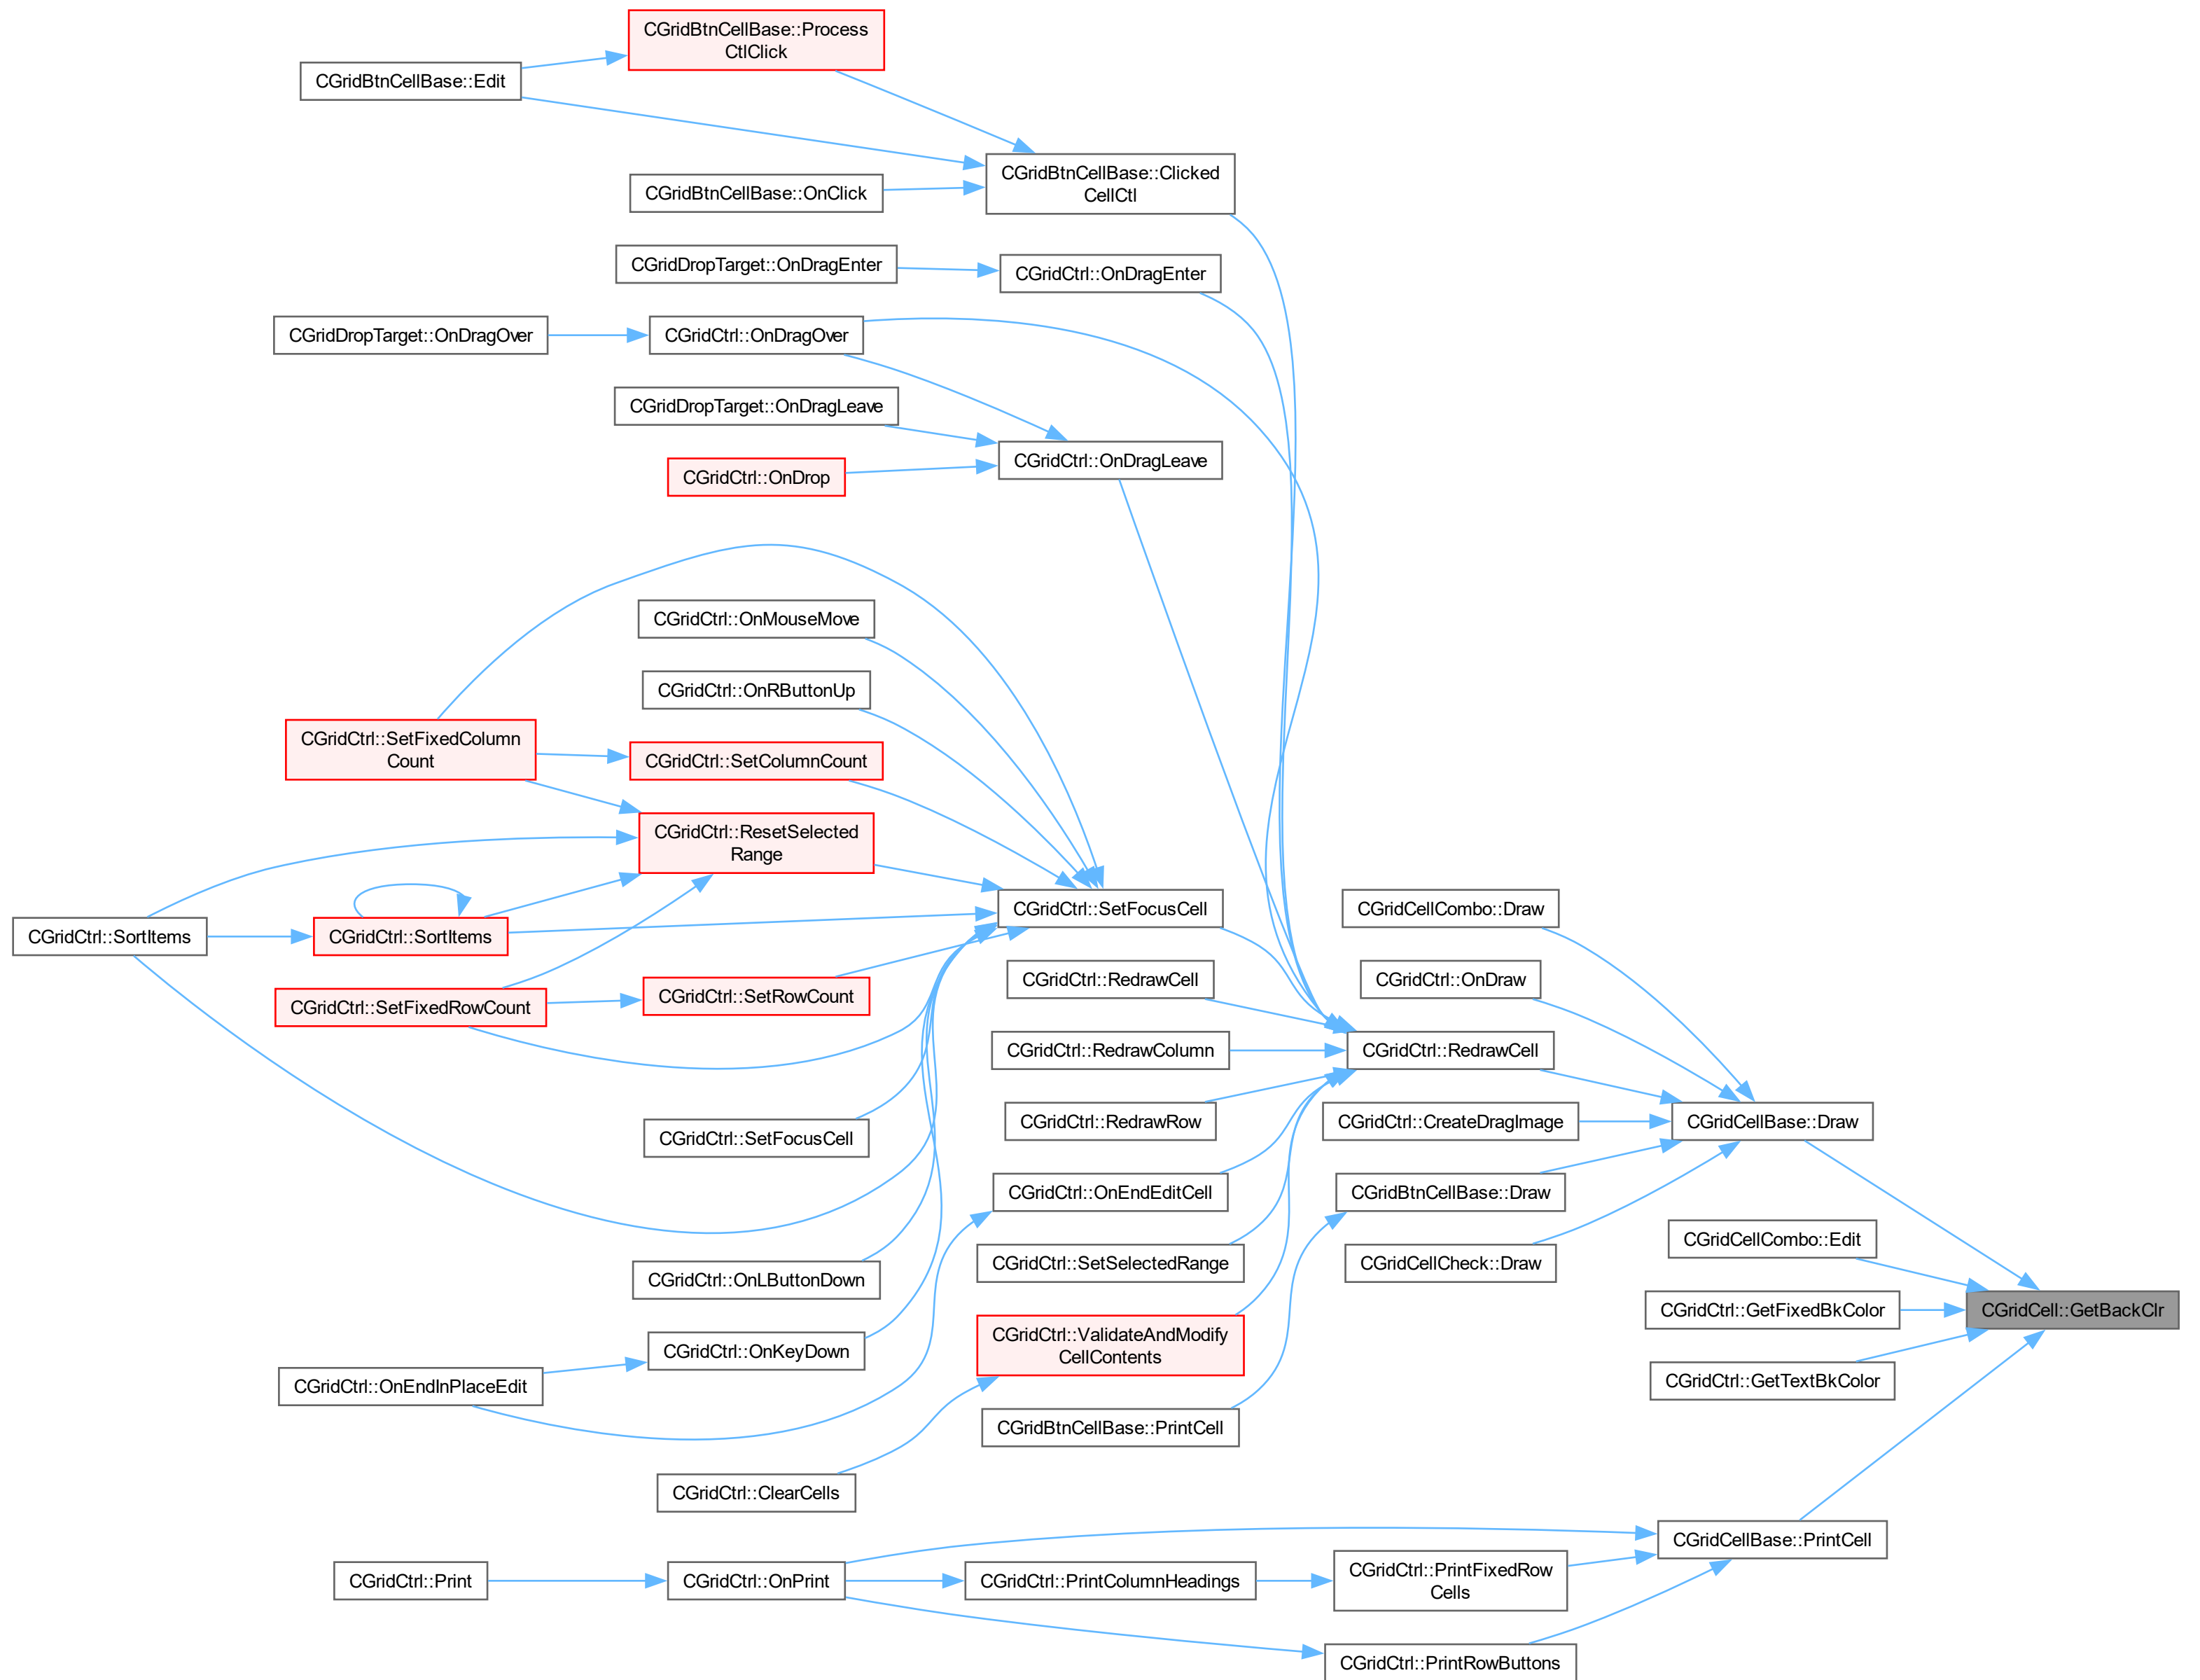 CGridBtnCellBase::Process
CtlClick
CGridBtnCellBase::Edit
CGridBtnCellBase::Clicked
CellCtl
CGridBtnCellBase::OnClick
CGridDropTarget::OnDragEnter
CGridCtrl::OnDragEnter
CGridDropTarget::OnDragOver
CGridCtrl::OnDragOver
CGridDropTarget::OnDragLeave
CGridCtrl::OnDragLeave
CGridCtrl::OnDrop
CGridCtrl::OnMouseMove
CGridCtrl::OnRButtonUp
CGridCtrl::SetFixedColumn
Count
CGridCtrl::SetColumnCount
CGridCtrl::ResetSelected
Range
CGridCtrl::SortItems
CGridCtrl::SortItems
CGridCtrl::SetFocusCell
CGridCellCombo::Draw
CGridCtrl::SetFixedRowCount
CGridCtrl::SetRowCount
CGridCtrl::RedrawCell
CGridCtrl::OnDraw
CGridCtrl::RedrawColumn
CGridCtrl::RedrawCell
CGridCtrl::SetFocusCell
CGridCtrl::RedrawRow
CGridCtrl::CreateDragImage
CGridCellBase::Draw
CGridCtrl::OnEndEditCell
CGridBtnCellBase::Draw
CGridCellCombo::Edit
CGridCtrl::OnLButtonDown
CGridCtrl::SetSelectedRange
CGridCellCheck::Draw
CGridCtrl::GetFixedBkColor
CGridCell::GetBackClr
CGridCtrl::OnEndInPlaceEdit
CGridCtrl::OnKeyDown
CGridCtrl::ValidateAndModify
CellContents
CGridCtrl::GetTextBkColor
CGridBtnCellBase::PrintCell
CGridCtrl::ClearCells
CGridCellBase::PrintCell
CGridCtrl::Print
CGridCtrl::OnPrint
CGridCtrl::PrintColumnHeadings
CGridCtrl::PrintFixedRow
Cells
CGridCtrl::PrintRowButtons